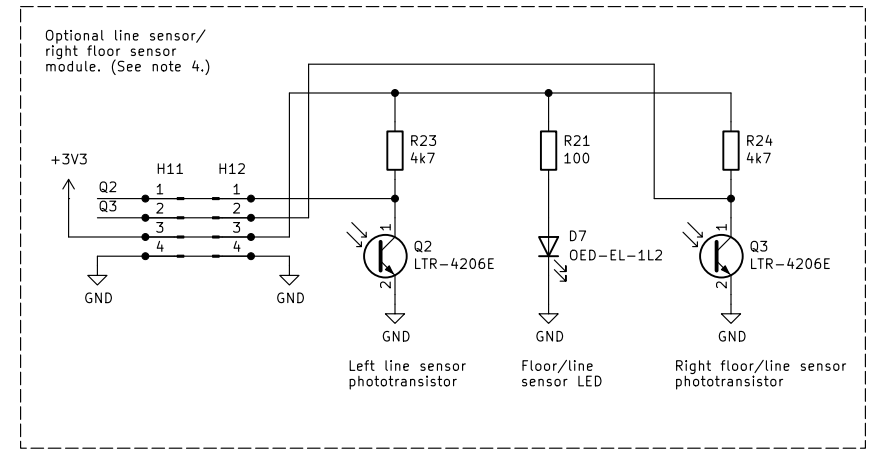 Optional line sensor/
right floor sensor
module. (See note 4.)
+3V3
H11
H12
Q2
1
1
Q3
2
2
3
3
4
4
GND
GND
R23
4k7
R21
100
R24
4k7
1
Q2
LTR-4206E
2
GND
D7
OED-EL-1L2
GND
1
Q3
LTR-4206E
2
GND
Left line sensor
phototransistor
Floor/line
sensor LED
Right floor/line sensor
phototransistor